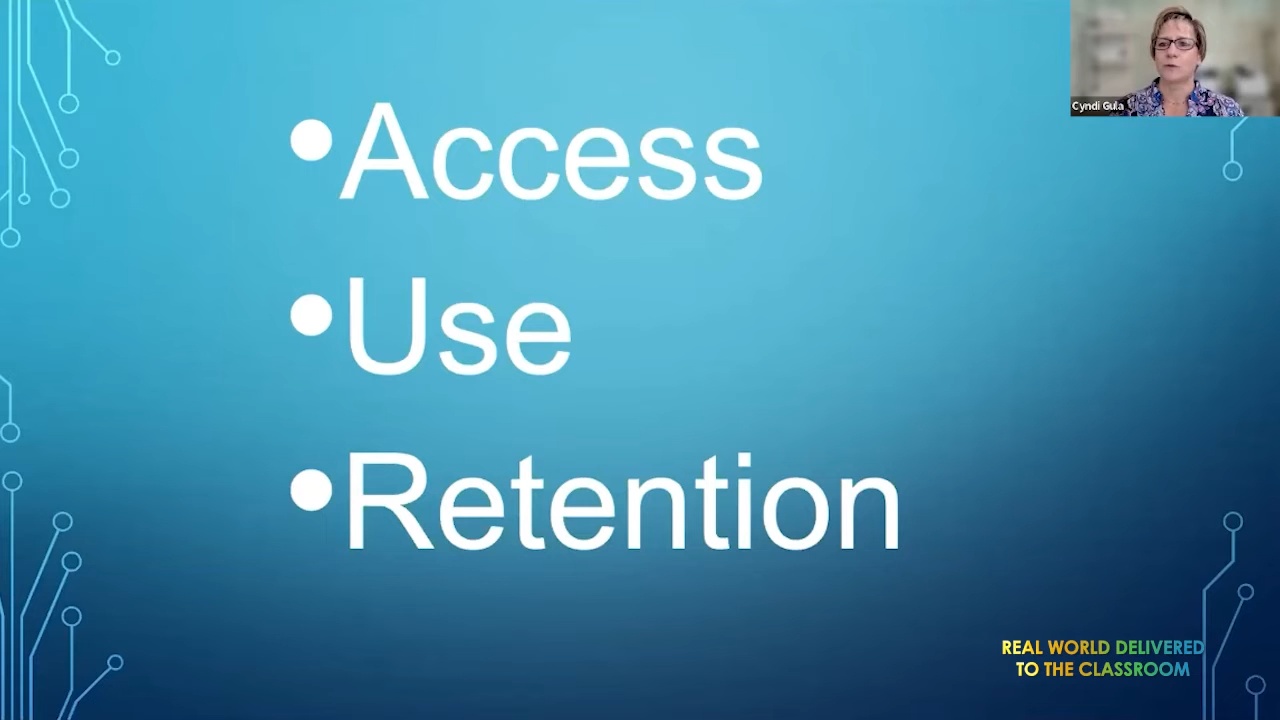 Cyndi Gula
•Access
•Use
•Retention
REAL WORLD DELIVERED
TO THE CLASSROOM